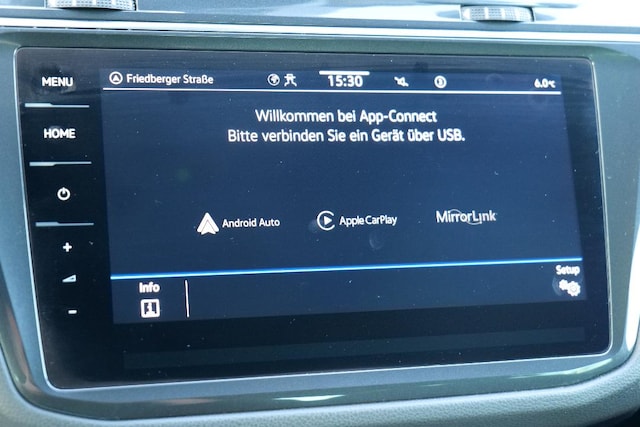 MENU
HOME
Friedberger Straße
15:30
6.0°C
Willkommen bei App-Connect
Bitte verbinden Sie ein Gerät über USB.
Android Auto
Apple CarPlay
MirrorLink
Info
Setup